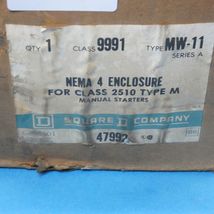 QTY. 1 CLASS 9991 TYPE MW-11
SERIES A
NEMA 4 ENCLOSURE
FOR CLASS 2510 TYPE M
MANUAL STARTERS
D SQUARE D COMPANY
47992